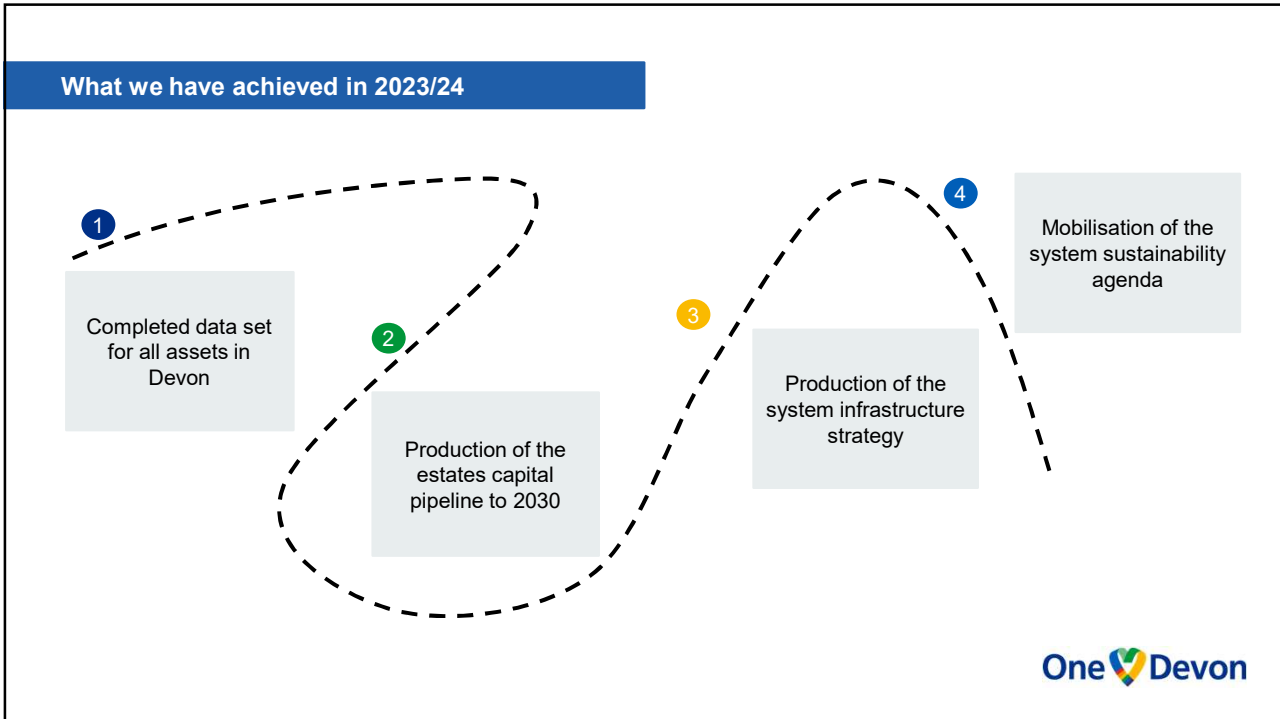 What we have achieved in 2023/24
1
Completed data set
for all assets in
Devon
2
Production of the
estates capital
pipeline to 2030
3
Production of the
system infrastructure
strategy
4
Mobilisation of the
system sustainability
agenda
One Devon